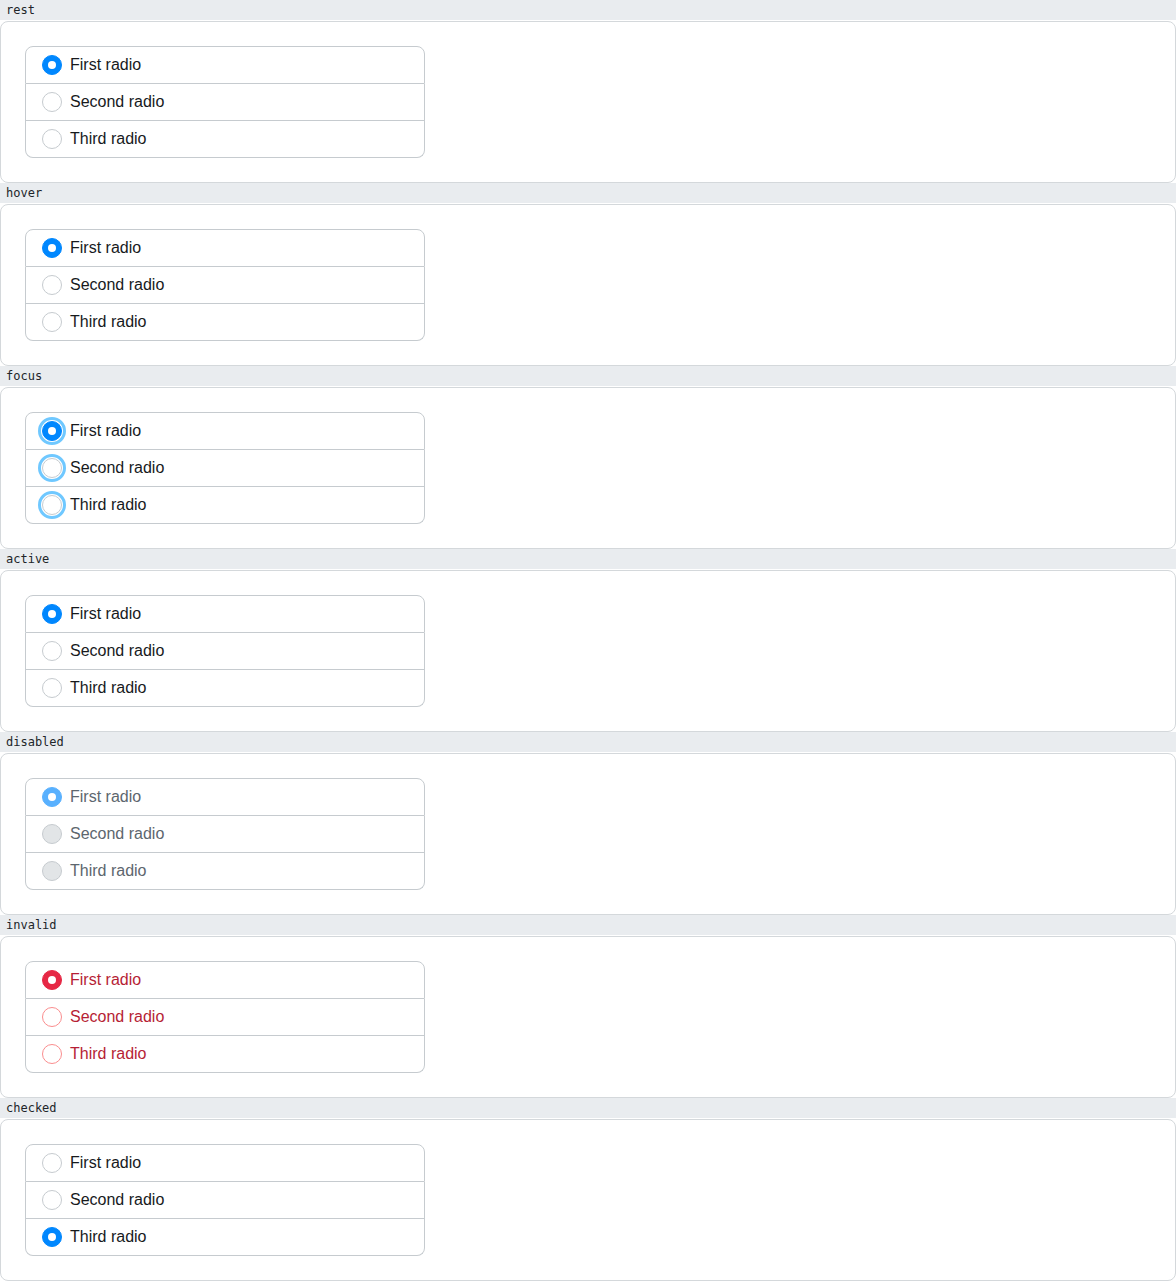 rest
First radio
Second radio
Third radio
hover
First radio
Second radio
Third radio
focus
First radio
Second radio
Third radio
active
First radio
Second radio
Third radio
disabled
First radio
Second radio
Third radio
invalid
First radio
Second radio
Third radio
checked
First radio
Second radio
Third radio